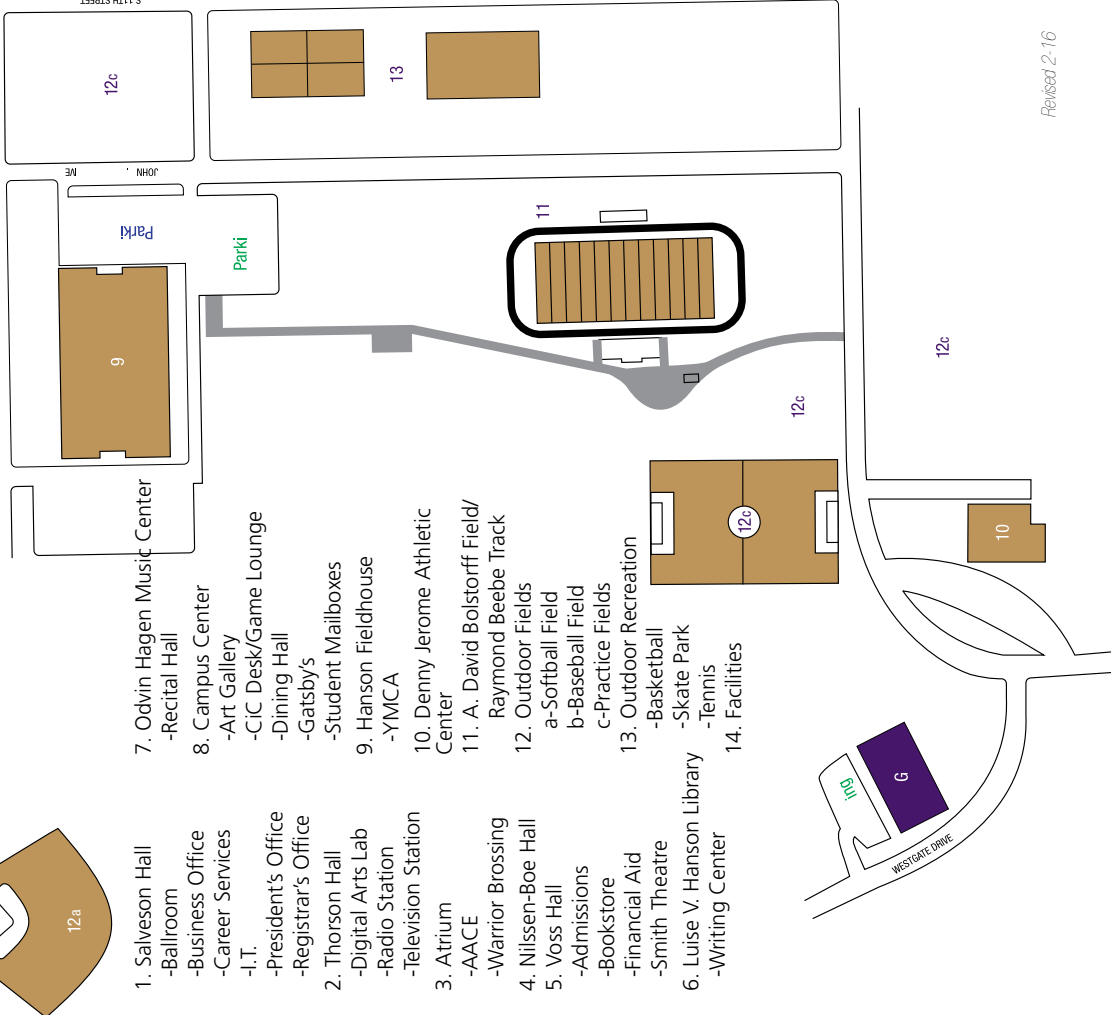 1. Salveson Hall
-Ballroom
-Business Office
-Career Services
-I.T.
-President's Office
-Registrar's Office
2. Thorson Hall
-Digital Arts Lab
-Radio Station
-Television Station
3. Atrium
-AACE
-Warrior Brossing
4. Nilssen-Boe Hall
5. Voss Hall
-Admissions
-Bookstore
-Financial Aid
-Smith Theatre
6. Luise V. Hanson Library
-Writing Center
7. Odvin Hagen Music Center
-Recital Hall
8. Campus Center
-Art Gallery
-CiC Desk/Game Lounge
-Dining Hall
-Gatsby's
-Student Mailboxes
9. Hanson Fieldhouse
-YMCA
10. Denny Jerome Athletic
Center
11. A. David Bolstorff Field/
Raymond Beebe Track
12. Outdoor Fields
a-Softball Field
b-Baseball Field
c-Practice Fields
13. Outdoor Recreation
-Basketball
-Skate Park
-Tennis
14. Facilities
12a
9
Parki
Parki
12c
JOHN . VE
S 11TH STREET
13
11
12c
12c
12c
10
G
ing
WESTGATE DRIVE
Revised 2-16